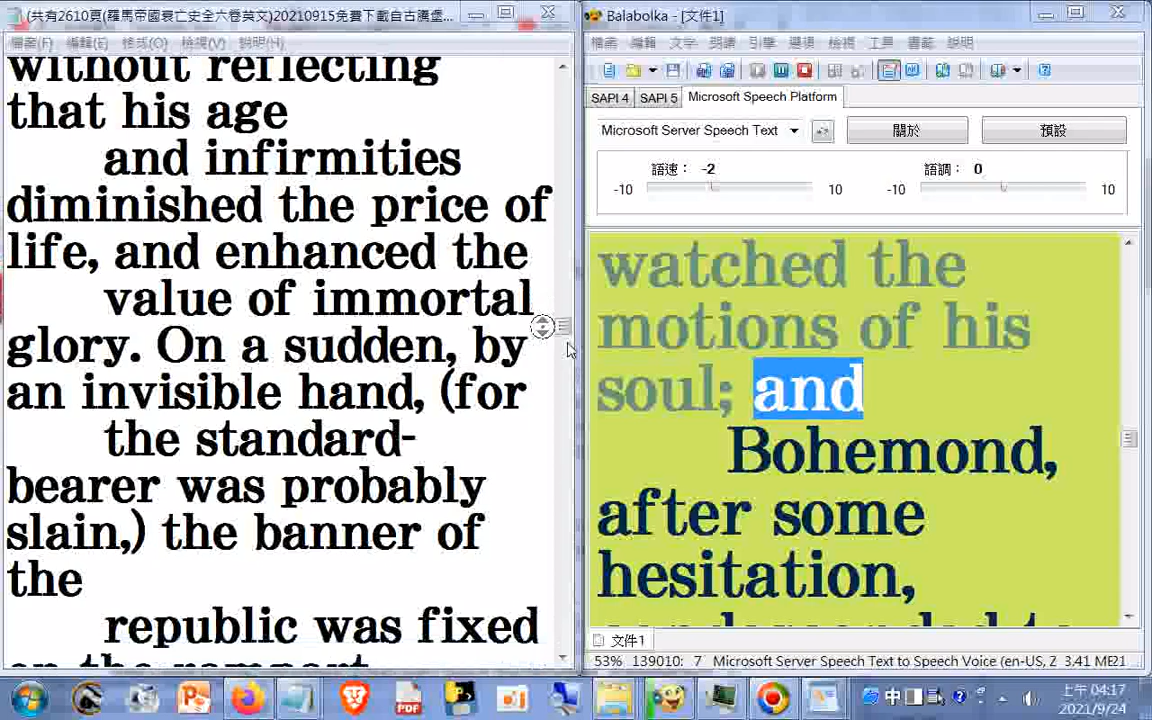 (共有2610頁(羅馬帝國衰亡史全六卷英文)20210915免費下載自古騰堡...
檔案(F) 編輯(E) 格式(O) 檢視(V) 說明(H)
without reflecting
that his age
and infirmities
diminished the price of
life, and enhanced the
value of immortal
glory. On a sudden, by
an invisible hand, (for
the standard-
bearer was probably
slain,) the banner of
the
republic was fixed
on the rampart
Balabolka - [文件1]
檔案 編輯 文字 朗讀 引擎 選項 檢視 工具 書籤 說明
SAPI 4 SAPI 5 Microsoft Speech Platform
Microsoft Server Speech Text 關於 預設
語速： -2 語調： 0
-10 10 -10 10
watched the
motions of his
soul; and
Bohemond,
after some
hesitation,
condescended to
文件1
53% 139010: 7 Microsoft Server Speech Text to Speech Voice (en-US, Z 3.41 ME21
中
上午 04:17
2021/9/24